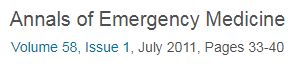 Annals of Emergency Medicine
Volume 58, Issue 1, July 2011, Pages 33-40